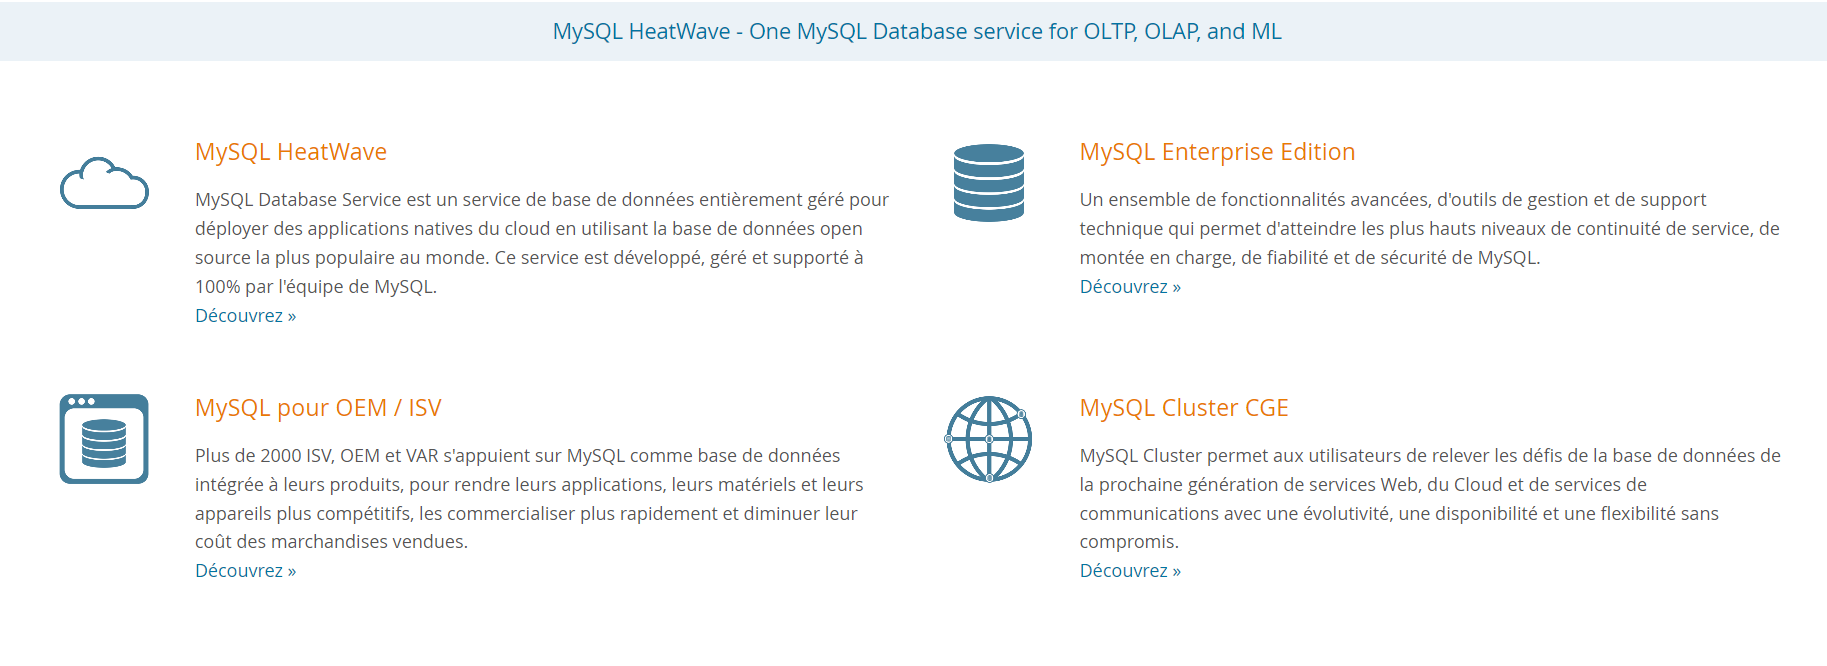 MySQL HeatWave - One MySQL Database service for OLTP, OLAP, and ML
MySQL HeatWave
MySQL Database Service est un service de base de données entièrement géré pour
déployer des applications natives du cloud en utilisant la base de données open
source la plus populaire au monde. Ce service est développé, géré et supporté à
100% par l'équipe de MySQL.
Découvrez »
MySQL Enterprise Edition
Un ensemble de fonctionnalités avancées, d'outils de gestion et de support
technique qui permet d'atteindre les plus hauts niveaux de continuité de service, de
montée en charge, de fiabilité et de sécurité de MySQL.
Découvrez »
MySQL pour OEM / ISV
Plus de 2000 ISV, OEM et VAR s'appuient sur MySQL comme base de données
intégrée à leurs produits, pour rendre leurs applications, leurs matériels et leurs
appareils plus compétitifs, les commercialiser plus rapidement et diminuer leur
coût des marchandises vendues.
Découvrez »
MySQL Cluster CGE
MySQL Cluster permet aux utilisateurs de relever les défis de la base de données de
la prochaine génération de services Web, du Cloud et de services de
communications avec une évolutivité, une disponibilité et une flexibilité sans
compromis.
Découvrez »